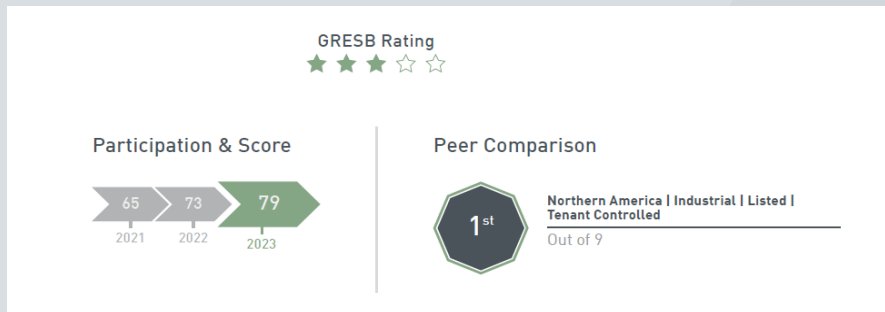 GRESB Rating
Participation & Score
65 73 79
2021 2022 2023
Peer Comparison
1st
Northern America | Industrial | Listed |
Tenant Controlled
Out of 9